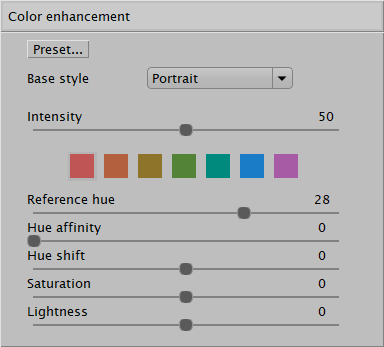 Color enhancement
Preset...
Base style Portrait
Intensity 50
Reference hue 28
Hue affinity 0
Hue shift 0
Saturation 0
Lightness 0